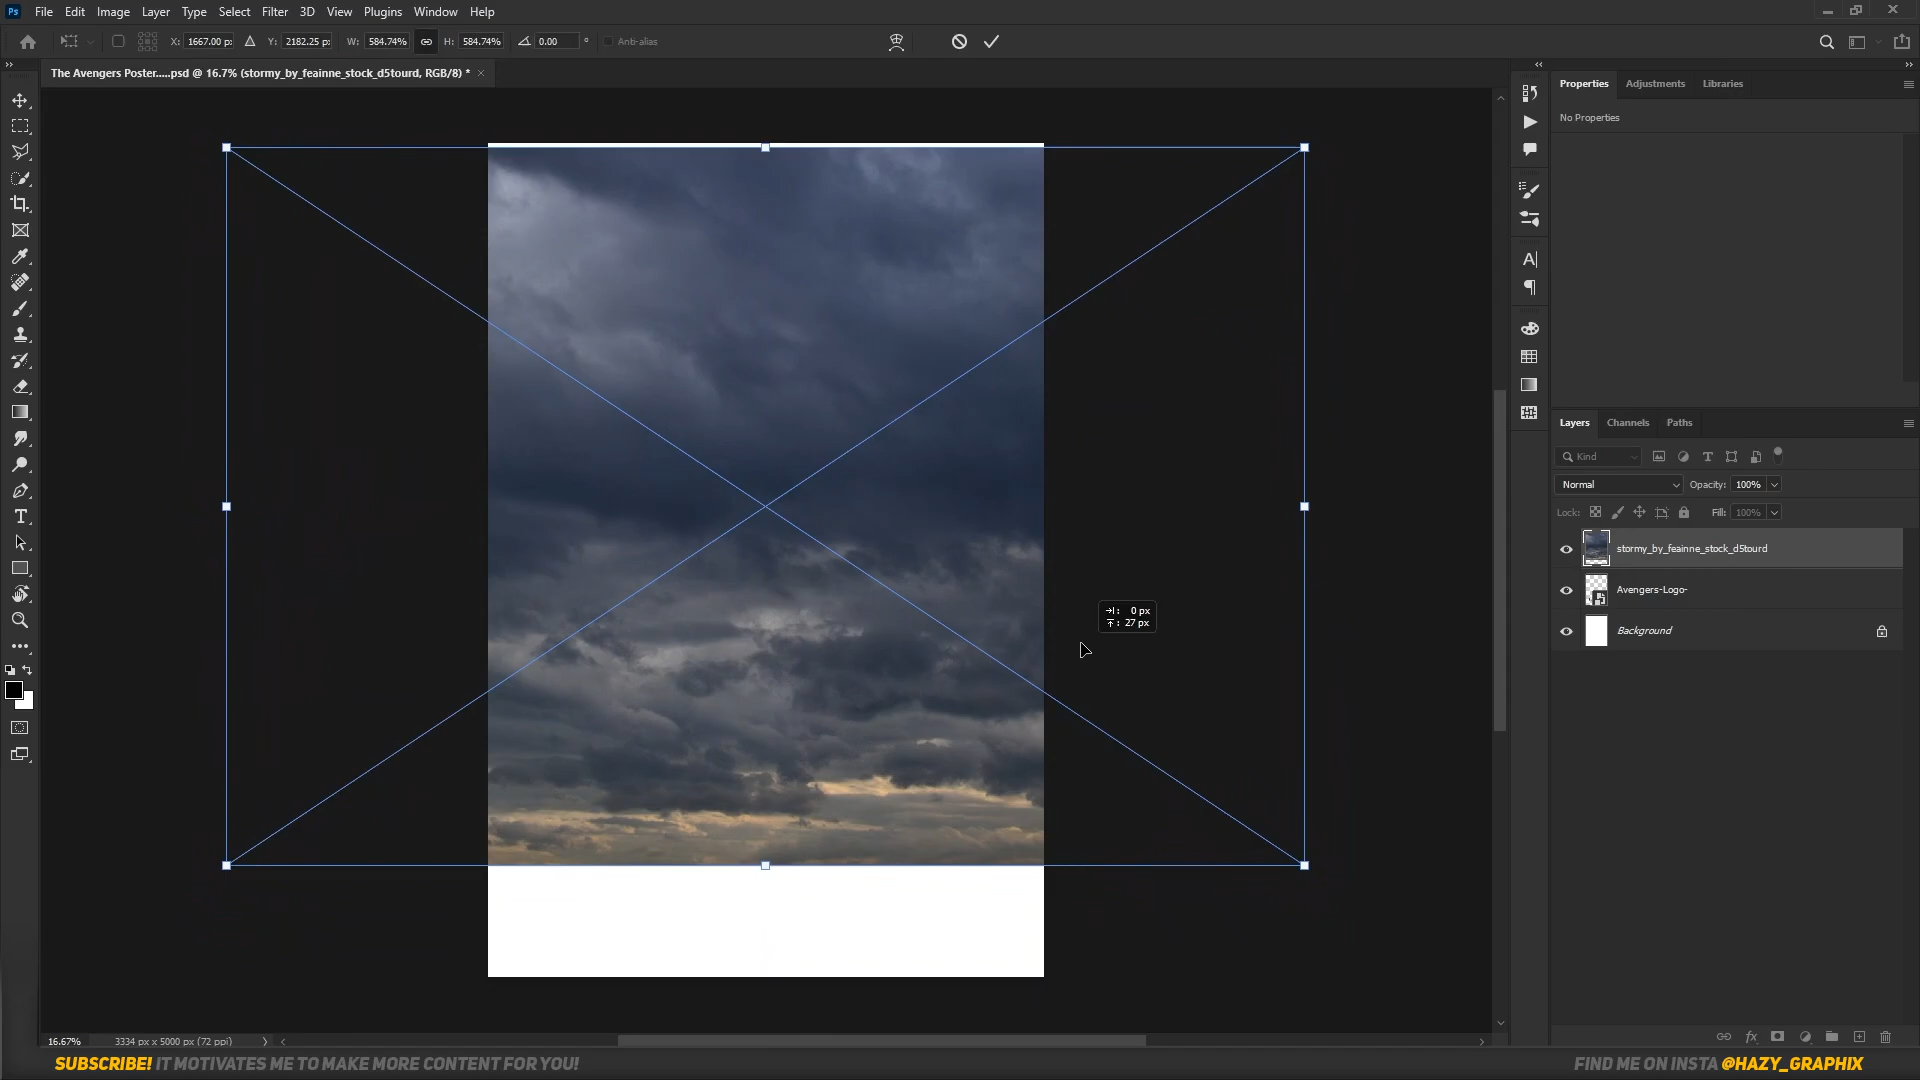 Ps File Edit Image Layer Type Select Filter 3D View Plugins Window Help
X: 1667.00 p: Y: 2182.25 p: W: 584.74% H: 584.74% 0.00 ° Anti-alias
The Avengers Poster.....psd @ 16.7% (stormy_by_feainne_stock_d5tourd, RGB/8) *
Properties Adjustments Libraries
No Properties
0 px
27 px
Layers Channels Paths
Kind
Normal Opacity: 100%
Lock: Fill: 100%
stormy_by_feainne_stock_d5tourd
Avengers-Logo-
Background
16.67% 3334 px x 5000 px (72 ppi)
SUBSCRIBE! IT MOTIVATES ME TO MAKE MORE CONTENT FOR YOU!
FIND ME ON INSTA @HAZY_GRAPHIX